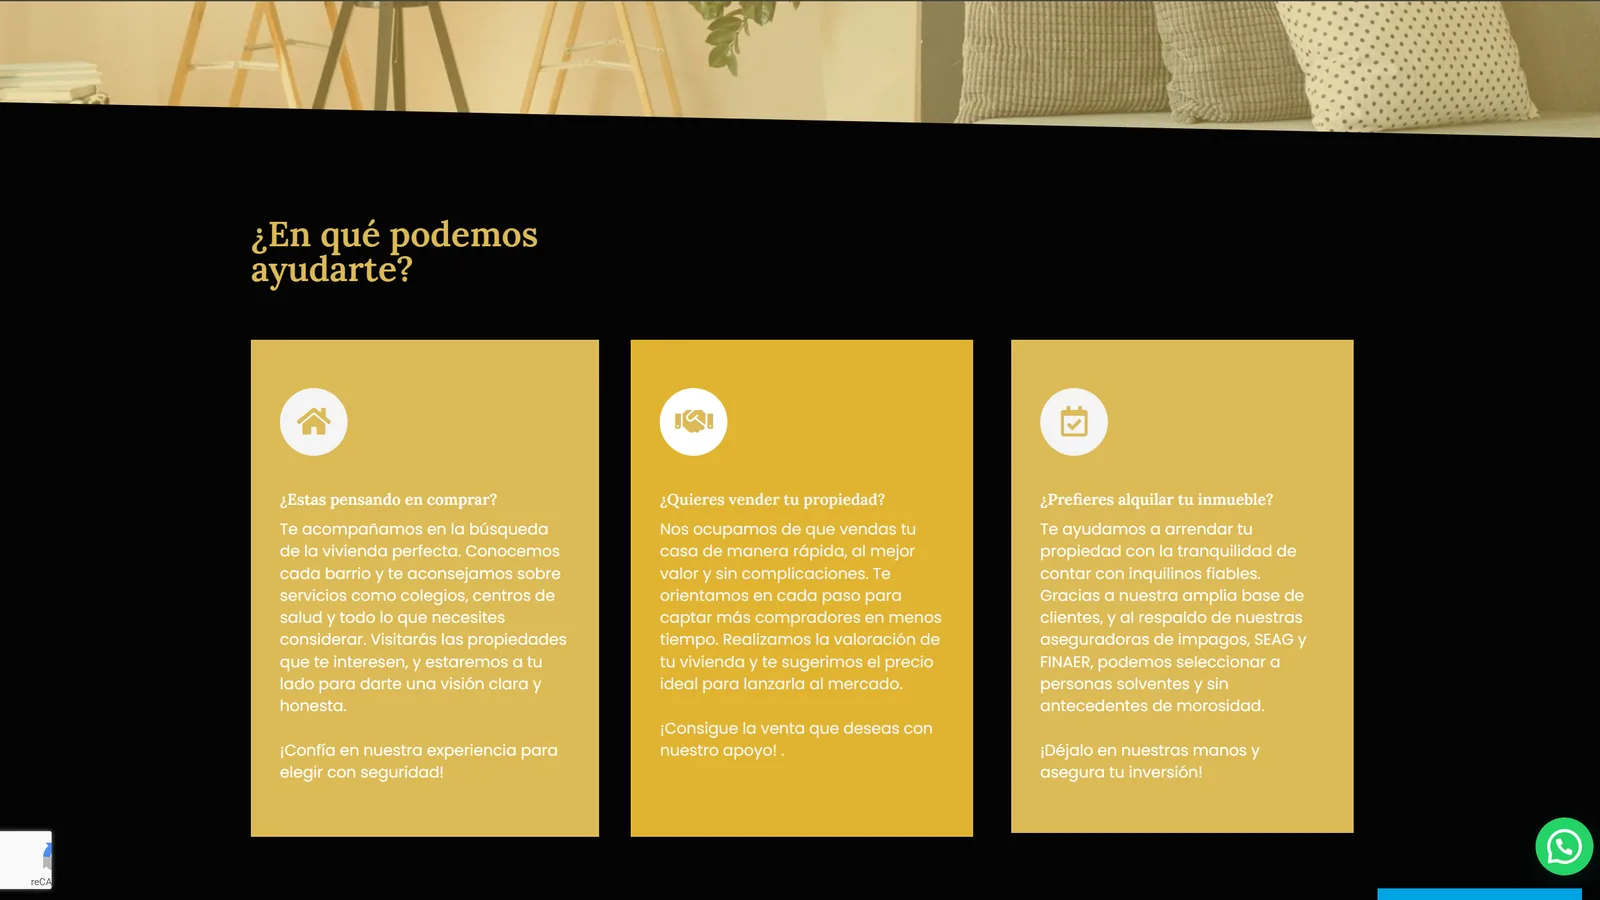 ¿En qué podemos
ayudarte?
¿Estas pensando en comprar?
Te acompañamos en la búsqueda
de la vivienda perfecta. Conocemos
cada barrio y te aconsejamos sobre
servicios como colegios, centros de
salud y todo lo que necesites
considerar. Visitarás las propiedades
que te interesen, y estaremos a tu
lado para darte una visión clara y
honesta.
¡Confía en nuestra experiencia para
elegir con seguridad!
¿Quieres vender tu propiedad?
Nos ocupamos de que vendas tu
casa de manera rápida, al mejor
valor y sin complicaciones. Te
orientamos en cada paso para
captar más compradores en menos
tiempo. Realizamos la valoración de
tu vivienda y te sugerimos el precio
ideal para lanzarla al mercado.
¡Consigue la venta que deseas con
nuestro apoyo! .
¿Prefieres alquilar tu inmueble?
Te ayudamos a arrendar tu
propiedad con la tranquilidad de
contar con inquilinos fiables.
Gracias a nuestra amplia base de
clientes, y al respaldo de nuestras
aseguradoras de impagos, SEAG y
FINAER, podemos seleccionar a
personas solventes y sin
antecedentes de morosidad.
¡Déjalo en nuestras manos y
asegura tu inversión!
reCA